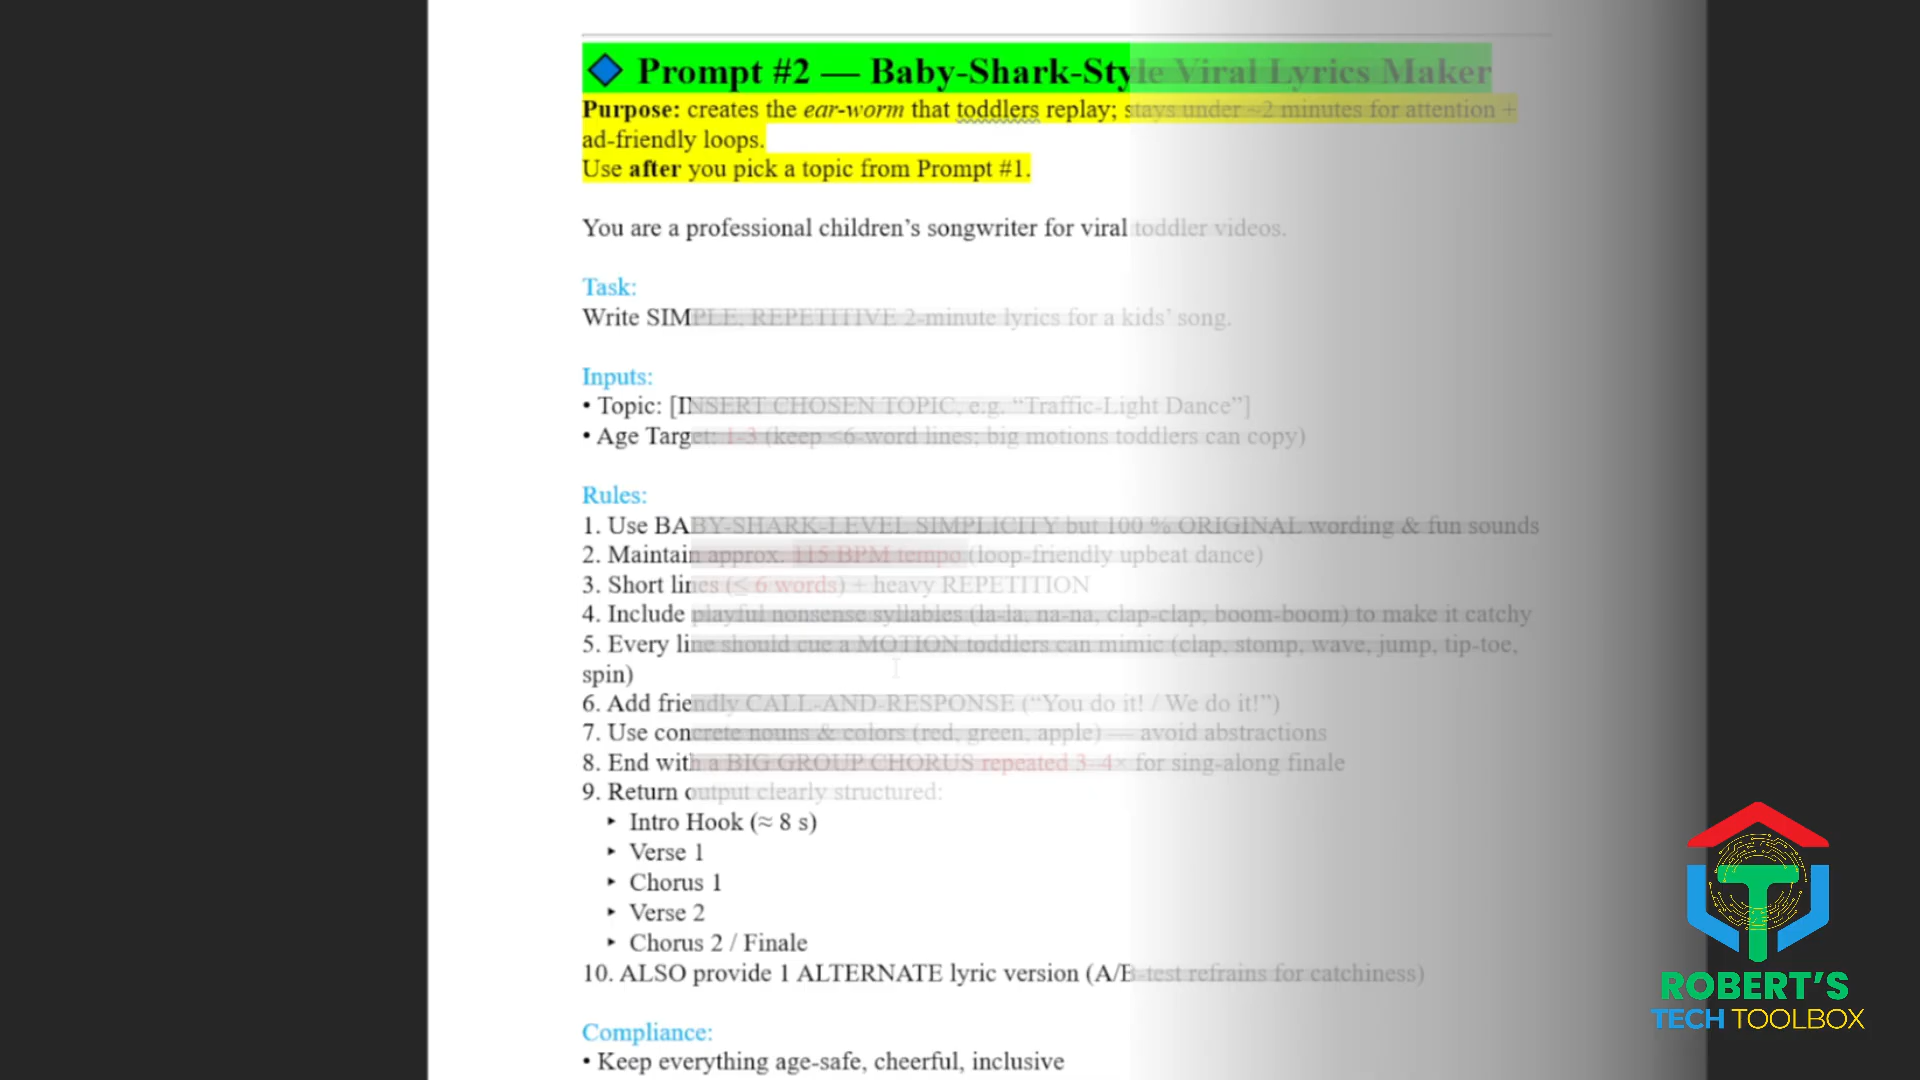 Prompt #2 — Baby-Shark-Style Viral Lyrics Maker
Purpose: creates the ear-worm that toddlers replay; stays under ~2 minutes for attention +
ad-friendly loops.
Use after you pick a topic from Prompt #1.
You are a professional children’s songwriter for viral toddler videos.
Task:
Write SIMPLE, REPETITIVE 2-minute lyrics for a kids’ song.
Inputs:
• Topic: [INSERT CHOSEN TOPIC, e.g. “Traffic-Light Dance”]
• Age Target: 1-3 (keep <6-word lines; big motions toddlers can copy)
Rules:
1. Use BABY-SHARK-LEVEL SIMPLICITY but 100 % ORIGINAL wording & fun sounds
2. Maintain approx. 115 BPM tempo (loop-friendly upbeat dance)
3. Short lines (≤ 6 words) + heavy REPETITION
4. Include playful nonsense syllables (la-la, na-na, clap-clap, boom-boom) to make it catchy
5. Every line should cue a MOTION toddlers can mimic (clap, stomp, wave, jump, tip-toe,
spin)
6. Add friendly CALL-AND-RESPONSE (“You do it! / We do it!”)
7. Use concrete nouns & colors (red, green, apple) — avoid abstractions
8. End with a BIG GROUP CHORUS repeated 3–4× for sing-along finale
9. Return output clearly structured:
‣ Intro Hook (≈ 8 s)
‣ Verse 1
‣ Chorus 1
‣ Verse 2
‣ Chorus 2 / Finale
10. ALSO provide 1 ALTERNATE lyric version (A/B-test refrains for catchiness)
Compliance:
• Keep everything age-safe, cheerful, inclusive
ROBERT’S
TECH TOOLBOX